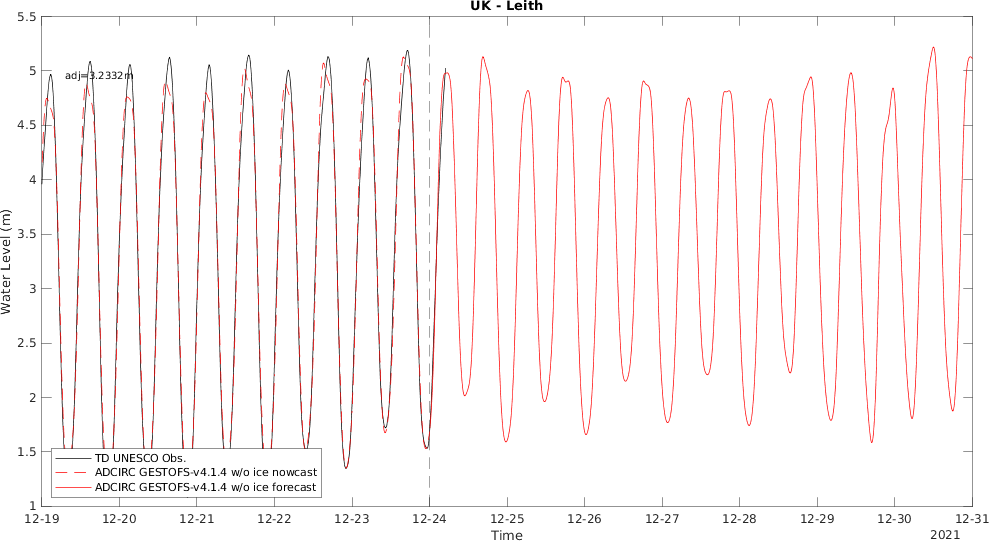 UK - Leith
5.5
5
4.5
4
3.5
3
2.5
2
1.5
1
Water Level (m)
adj=3.2332m
TD UNESCO Obs.
ADCIRC GESTOFS-v4.1.4 w/o ice nowcast
ADCIRC GESTOFS-v4.1.4 w/o ice forecast
12-19 12-20 12-21 12-22 12-23 12-24 12-25 12-26 12-27 12-28 12-29 12-30 12-31
Time
2021